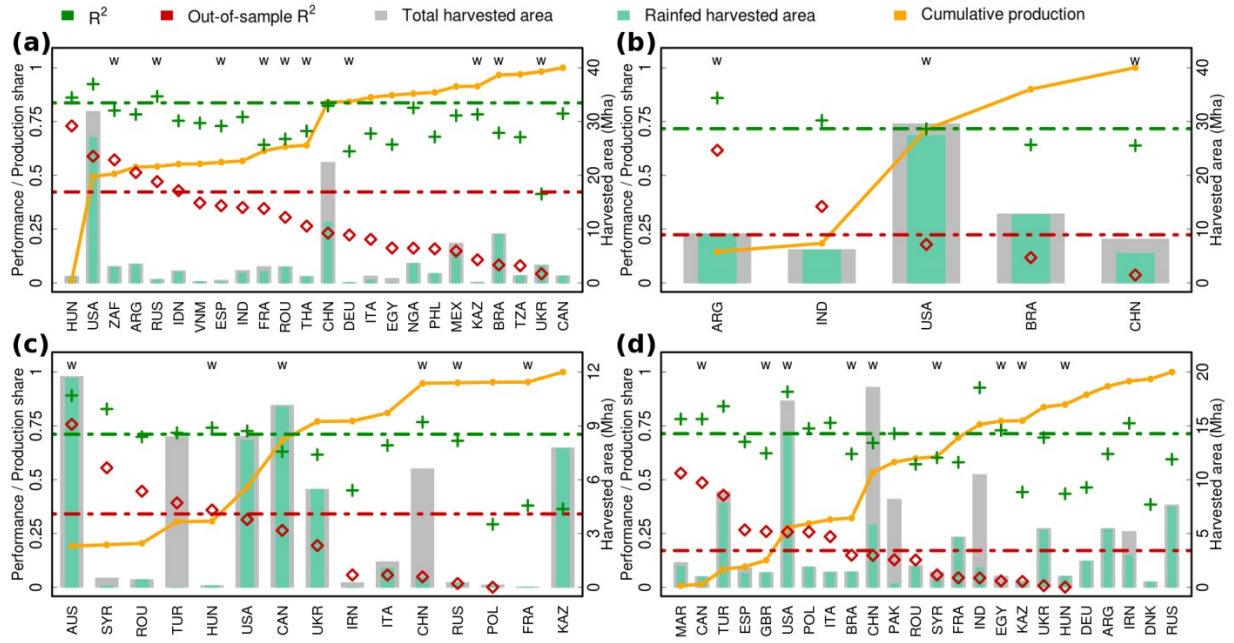 R² Out-of-sample R² Total harvested area Rainfed harvested area Cumulative production
(a) (b)
w w w w w w w w w w w w w
1 40 1 40
0.75 30 0.75 30
0.5 20 0.5 20
0.25 10 0.25 10
0 0 0 0
Performance / Production share Harvested area (Mha) Performance / Production share Harvested area (Mha)
HUN USA ZAF ARG RUS IDN VNM ESP IND FRA ROU THA CHN DEU ITA EGY NGA PHL MEX KAZ BRA TZA UKR CAN
ARG IND USA BRA CHN
(c) (d)
w w w w w w w w w w w w w w w
1 12 1 20
0.75 9 0.75 15
0.5 6 0.5 10
0.25 3 0.25 5
0 0 0 0
Performance / Production share Harvested area (Mha) Performance / Production share Harvested area (Mha)
AUS SYR ROU TUR HUN USA CAN UKR IRN ITA CHN RUS POL FRA KAZ
MAR CAN TUR ESP GBR USA POL ITA BRA CHN PAK ROU SYR FRA IND EGY KAZ UKR HUN DEU ARG IRN DNK RUS